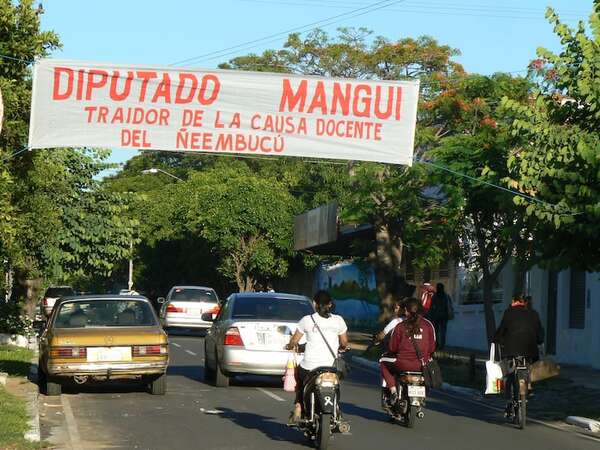 DIPUTADO MANGUI
TRAIDOR DE LA CAUSA DOCENTE
DEL ÑEEMBUCÚ